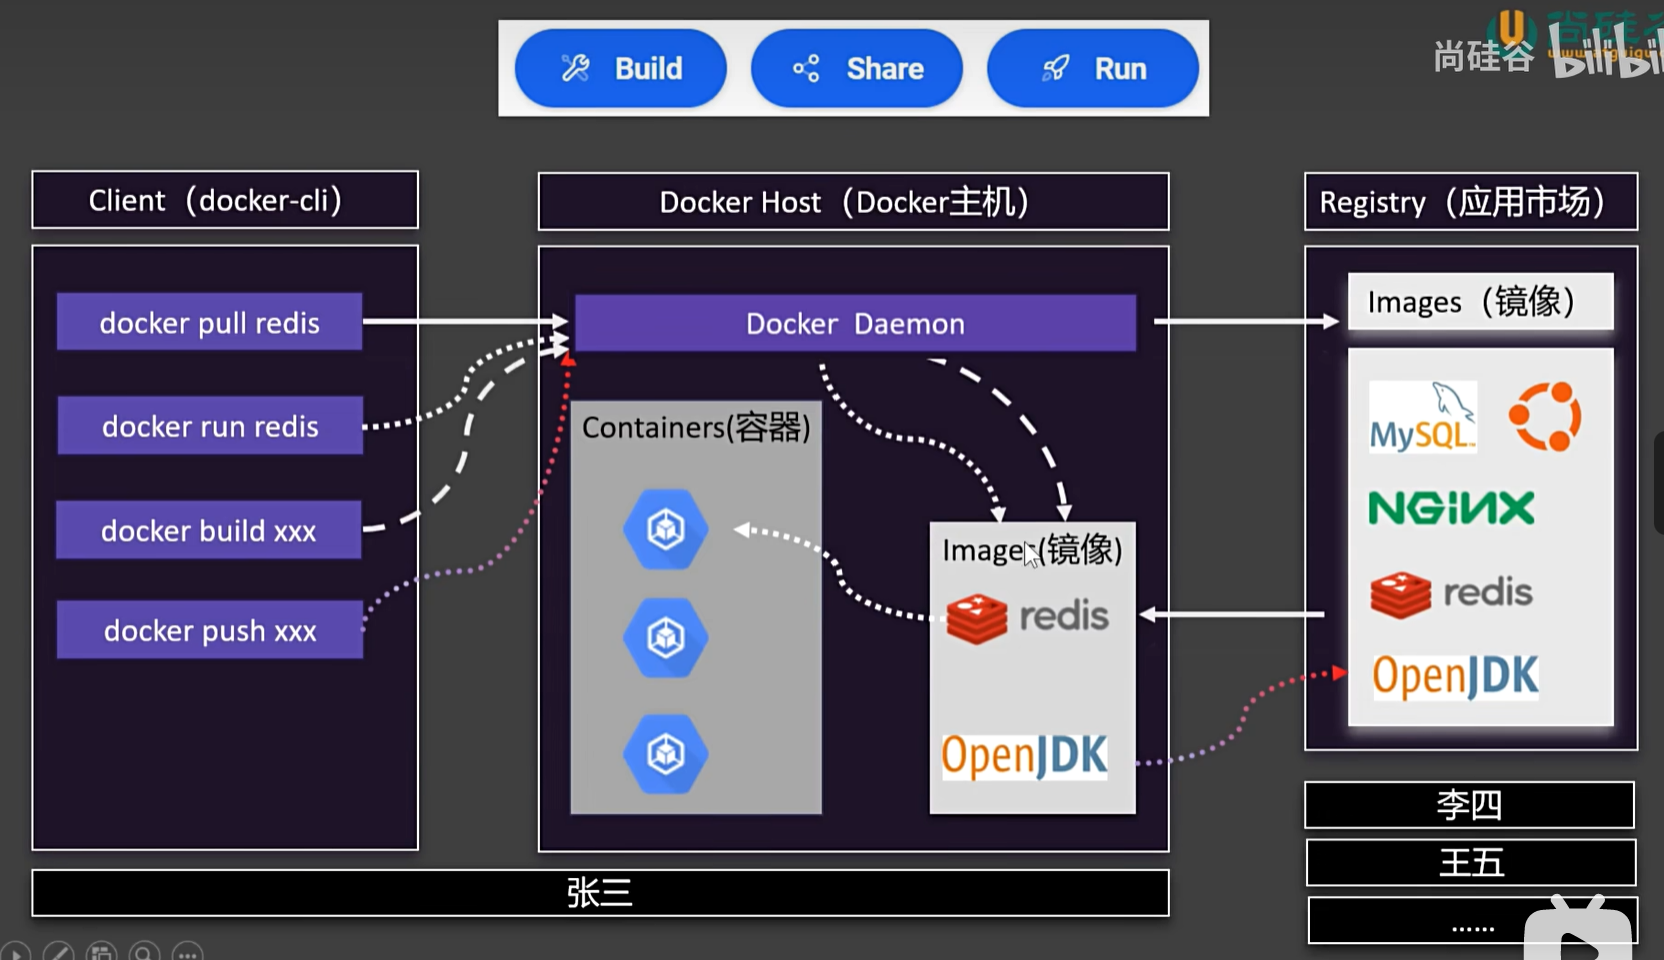 尚硅谷
bilibili
Build
Share
Run
Client（docker-cli）
docker pull redis
docker run redis
docker build xxx
docker push xxx
Docker Host（Docker主机）
Docker Daemon
Containers(容器)
Images(镜像)
redis
OpenJDK
张三
Registry（应用市场）
Images（镜像）
MySQL
NGINX
redis
OpenJDK
李四
王五
......